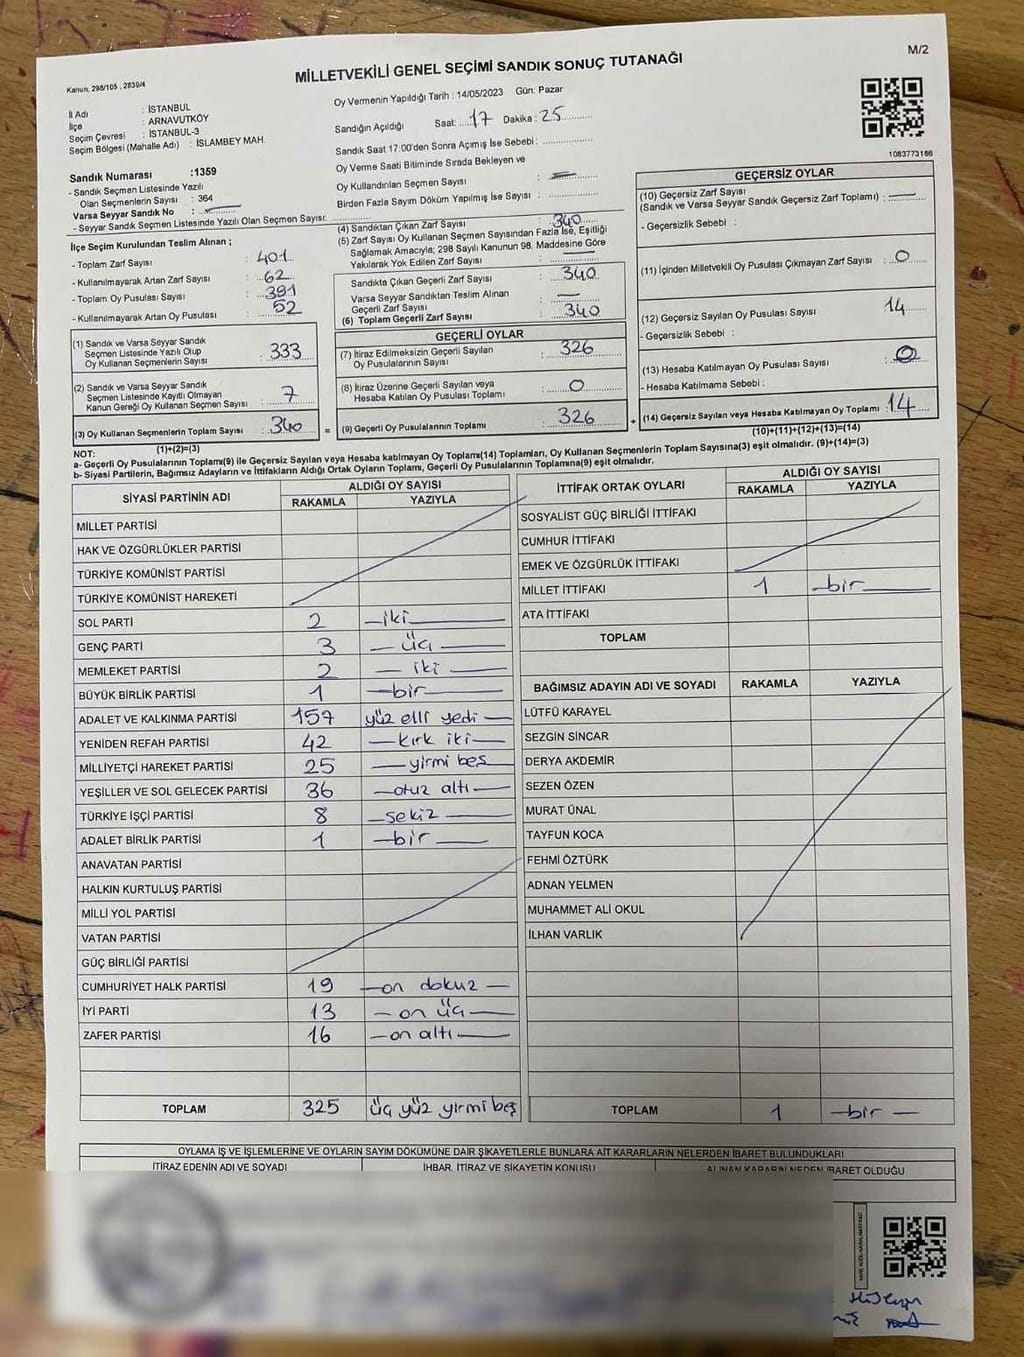 M/2
MİLLETVEKİLİ GENEL SEÇİMİ SANDIK SONUÇ TUTANAĞI
Kanun: 298/105 , 2839/4
İl Adı : İSTANBUL
İlçe : ARNAVUTKÖY
Seçim Çevresi : İSTANBUL-3
Seçim Bölgesi (Mahalle Adı) : İSLAMBEY MAH
Sandık Numarası :1359
- Sandık Seçmen Listesinde Yazılı
Olan Seçmenlerin Sayısı : 364
Varsa Seyyar Sandık No :
- Seyyar Sandık Seçmen Listesinde Yazılı Olan Seçmen Sayısı:
Oy Vermenin Yapıldığı Tarih : 14/05/2023 Gün: Pazar
Sandığın Açıldığı Saat: 17 Dakika : 25
Sandık Saat 17:00'den Sonra Açımış İse Sebebi :
Oy Verme Saati Bitiminde Sırada Bekleyen ve
Oy Kullandırılan Seçmen Sayısı : —
Birden Fazla Sayım Döküm Yapılmış İse Sayısı :
1083773166
İlçe Seçim Kurulundan Teslim Alınan ;
- Toplam Zarf Sayısı : 401
- Kullanılmayarak Artan Zarf Sayısı : 62
- Toplam Oy Pusulası Sayısı : 391
- Kullanılmayarak Artan Oy Pusulası : 52
(1) Sandık ve Varsa Seyyar Sandık
Seçmen Listesinde Yazılı Olup
Oy Kullanan Seçmenlerin Sayısı : 333
(2) Sandık ve Varsa Seyyar Sandık
Seçmen Listesinde Kayıtlı Olmayan
Kanun Gereği Oy Kullanan Seçmen Sayısı : 7
(3) Oy Kullanan Seçmenlerin Toplam Sayısı : 340
(1)+(2)=(3)
(4) Sandıktan Çıkan Zarf Sayısı : 340
(5) Zarf Sayısı Oy Kullanan Seçmen Sayısından Fazla İse, Eşitliği
Sağlamak Amacıyla; 298 Sayılı Kanunun 98. Maddesine Göre
Yakılarak Yok Edilen Zarf Sayısı : —
Sandıkta Çıkan Geçerli Zarf Sayısı : 340
Varsa Seyyar Sandıktan Teslim Alınan
Geçerli Zarf Sayısı : —
(6) Toplam Geçerli Zarf Sayısı : 340
GEÇERLİ OYLAR
(7) İtiraz Edilmeksizin Geçerli Sayılan
Oy Pusulalarının Sayısı : 326
(8) İtiraz Üzerine Geçerli Sayılan veya
Hesaba Katılan Oy Pusulası Toplamı : 0
= (9) Geçerli Oy Pusulalarının Toplamı : 326
GEÇERSİZ OYLAR
(10) Geçersiz Zarf Sayısı
(Sandık ve Varsa Seyyar Sandık Geçersiz Zarf Toplamı) : —
- Geçersizlik Sebebi :
(11) İçinden Milletvekili Oy Pusulası Çıkmayan Zarf Sayısı : 0
(12) Geçersiz Sayılan Oy Pusulası Sayısı : 14
- Geçersizlik Sebebi :
(13) Hesaba Katılmayan Oy Pusulası Sayısı : 0
- Hesaba Katılmama Sebebi :
+ (14) Geçersiz Sayılan veya Hesaba Katılmayan Oy Toplamı : 14
(10)+(11)+(12)+(13)=(14)
NOT:
a- Geçerli Oy Pusulalarının Toplamı(9) ile Geçersiz Sayılan veya Hesaba katılmayan Oy Toplam(14) Toplamları, Oy Kullanan Seçmenlerin Toplam Sayısına(3) eşit olmalıdır. (9)+(14)=(3)
b- Siyasi Partilerin, Bağımsız Adayların ve İttifakların Aldığı Ortak Oyların Toplamı, Geçerli Oy Pusulalarının Toplamına(9) eşit olmalıdır.
SİYASİ PARTİNİN ADI ALDIĞI OY SAYISI
RAKAMLA YAZIYLA
MİLLET PARTİSİ
HAK VE ÖZGÜRLÜKLER PARTİSİ
TÜRKİYE KOMÜNİST PARTİSİ
TÜRKİYE KOMÜNİST HAREKETİ
SOL PARTİ 2 —iki—
GENÇ PARTİ 3 —üç—
MEMLEKET PARTİSİ 2 —iki—
BÜYÜK BİRLİK PARTİSİ 1 —bir—
ADALET VE KALKINMA PARTİSİ 157 yüz elli yedi—
YENİDEN REFAH PARTİSİ 42 —kırk iki—
MİLLİYETÇİ HAREKET PARTİSİ 25 —yirmi beş
YEŞİLLER VE SOL GELECEK PARTİSİ 36 —otuz altı—
TÜRKİYE İŞÇİ PARTİSİ 8 —sekiz—
ADALET BİRLİK PARTİSİ 1 —bir—
ANAVATAN PARTİSİ
HALKIN KURTULUŞ PARTİSİ
MİLLİ YOL PARTİSİ
VATAN PARTİSİ
GÜÇ BİRLİĞİ PARTİSİ
CUMHURİYET HALK PARTİSİ 19 —on dokuz—
İYİ PARTİ 13 —on üç—
ZAFER PARTİSİ 16 —on altı—
TOPLAM 325 üç yüz yirmi beş
İTTİFAK ORTAK OYLARI ALDIĞI OY SAYISI
RAKAMLA YAZIYLA
SOSYALİST GÜÇ BİRLİĞİ İTTİFAKI
CUMHUR İTTİFAKI
EMEK VE ÖZGÜRLÜK İTTİFAKI
MİLLET İTTİFAKI 1 —bir—
ATA İTTİFAKI
TOPLAM
BAĞIMSIZ ADAYIN ADI VE SOYADI RAKAMLA YAZIYLA
LÜTFÜ KARAYEL
SEZGİN SİNCAR
DERYA AKDEMİR
SEZEN ÖZEN
MURAT ÜNAL
TAYFUN KOCA
FEHMİ ÖZTÜRK
ADNAN YELMEN
MUHAMMET ALİ OKUL
İLHAN VARLIK
TOPLAM 1 —bir—
OYLAMA İŞ VE İŞLEMLERİNE VE OYLARIN SAYIM DÖKÜMÜNE DAİR ŞİKAYETLERLE BUNLARA AİT KARARLARIN NELERDEN İBARET BULUNDUKLARI
İTİRAZ EDENİN ADI VE SOYADI İHBAR, İTİRAZ VE ŞİKAYETİN KONUSU ALINAN KARARIN NEDEN İBARET OLDUĞU